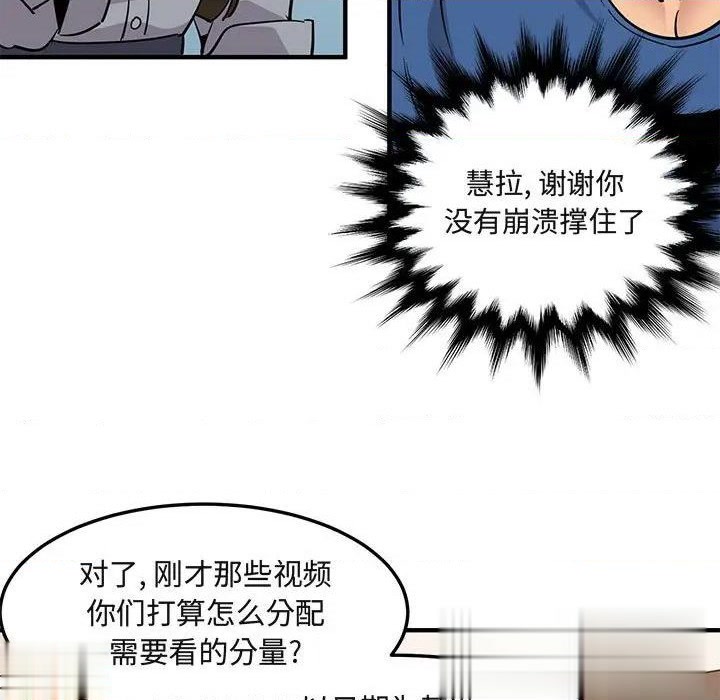 慧拉, 谢谢你
没有崩溃撑住了
对了, 刚才那些视频
你们打算怎么分配
需要看的分量?